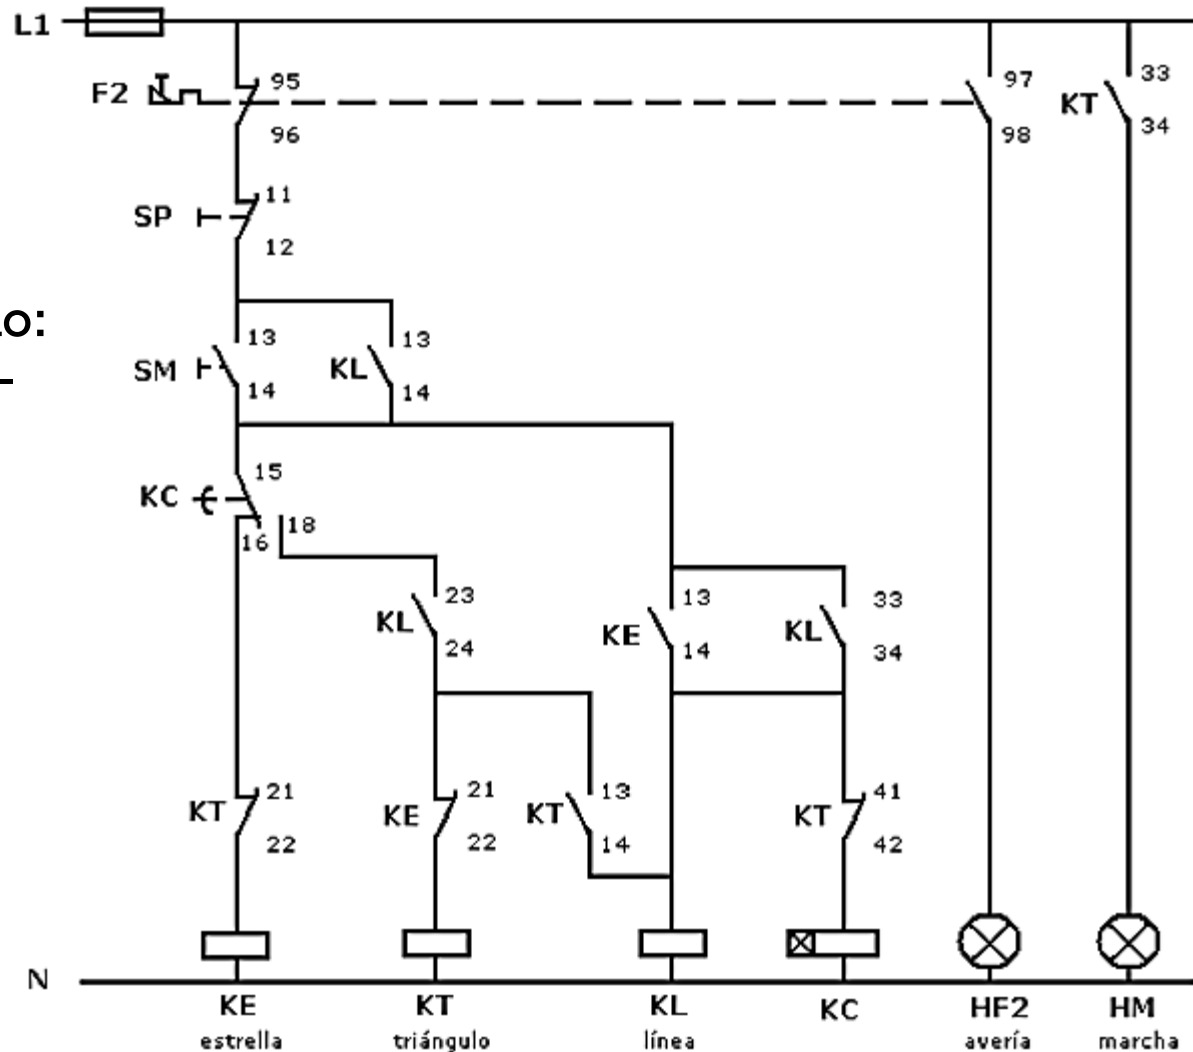 L1
F2
95
96
97
98
KT
33
34
SP
11
12
o:
SM
13
14
KL
13
14
KC
15
16
18
KL
23
24
KE
13
14
KL
33
34
KT
21
22
KE
21
22
KT
13
14
KT
41
42
N
KE
KT
KL
KC
HF2
HM
estrella
triángulo
línea
avería
marcha